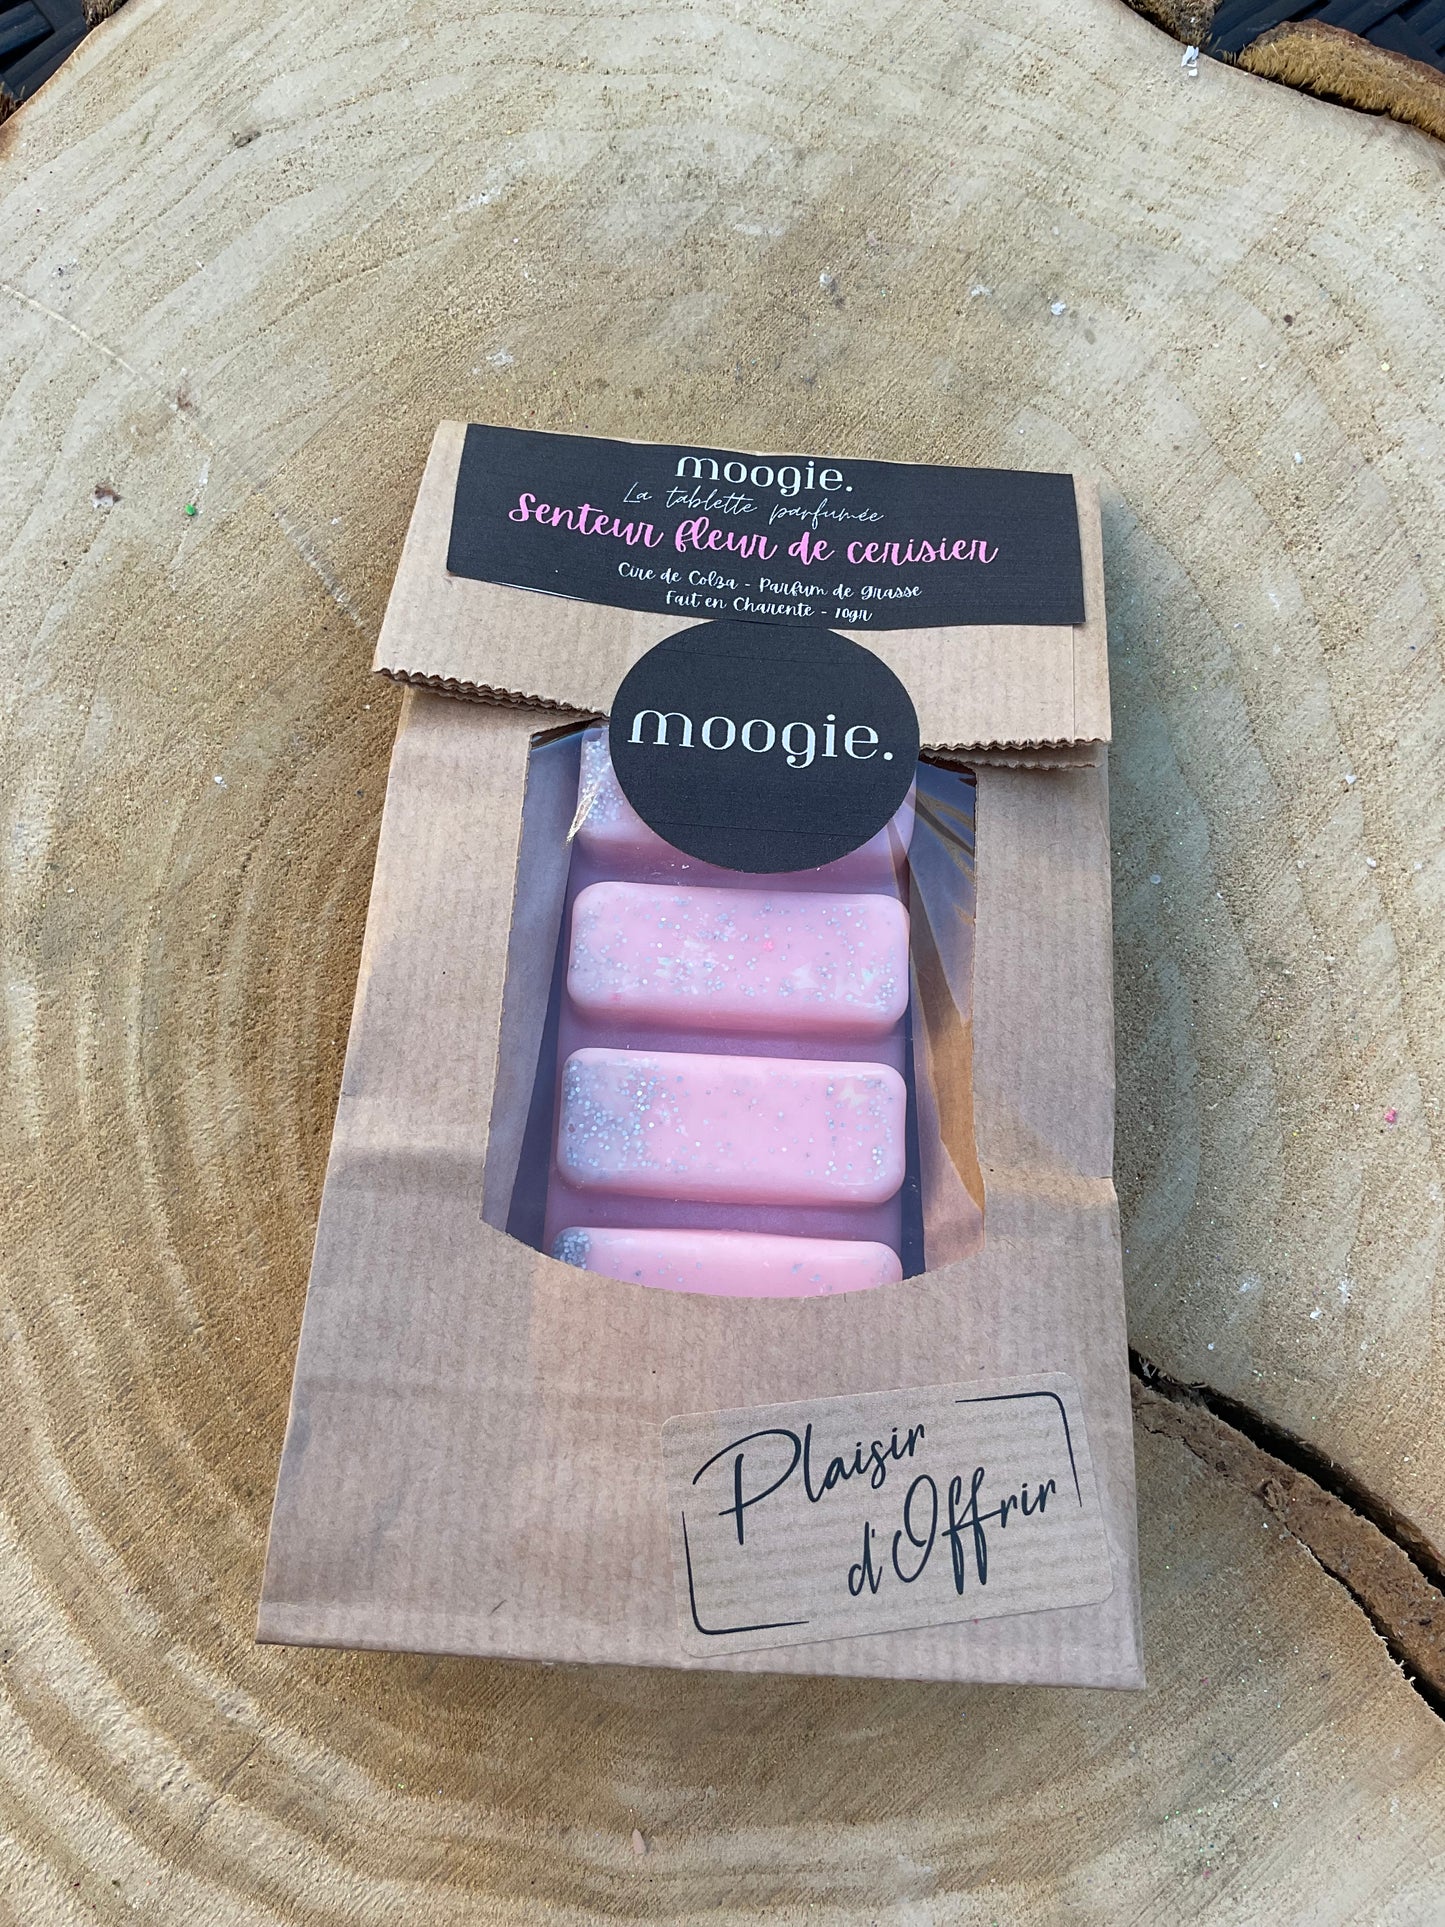 moogie.
La tablette parfumée
Senteur fleur de cerisier
Cire de Colza - Parfum de grasse
Fait en Charente - 70gr
moogie.
Plaisir
d'Offrir